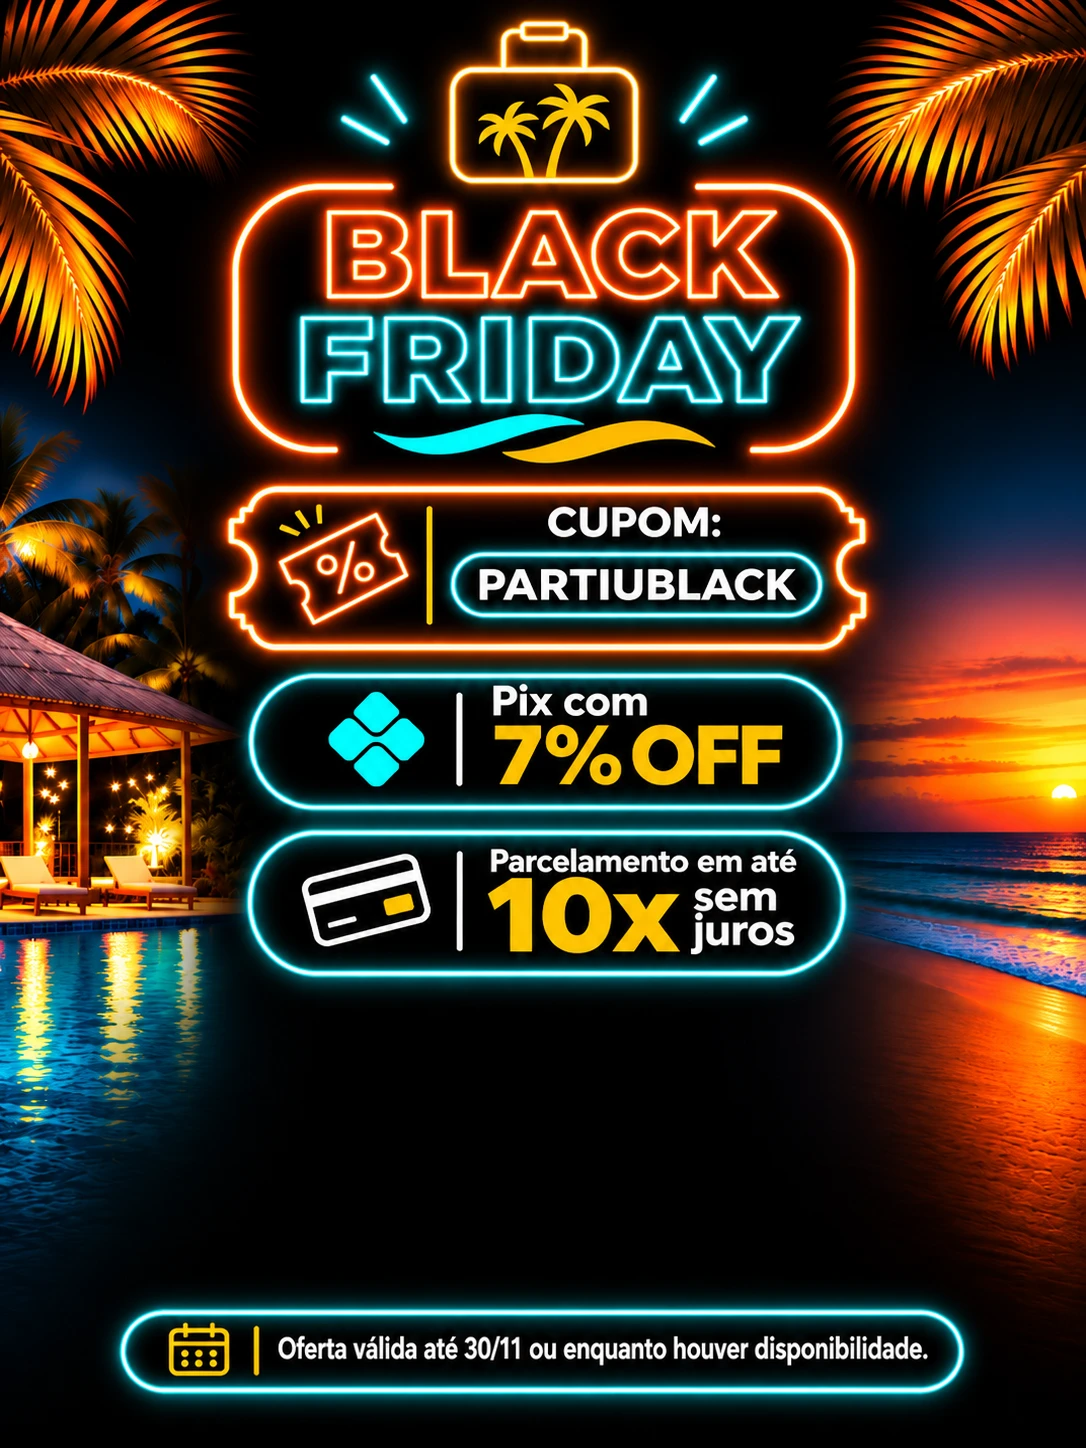 BLACK
FRIDAY
%
CUPOM:
PARTIUBLACK
Pix com
7% OFF
Parcelamento em até
10x sem
juros
Oferta válida até 30/11 ou enquanto houver disponibilidade.